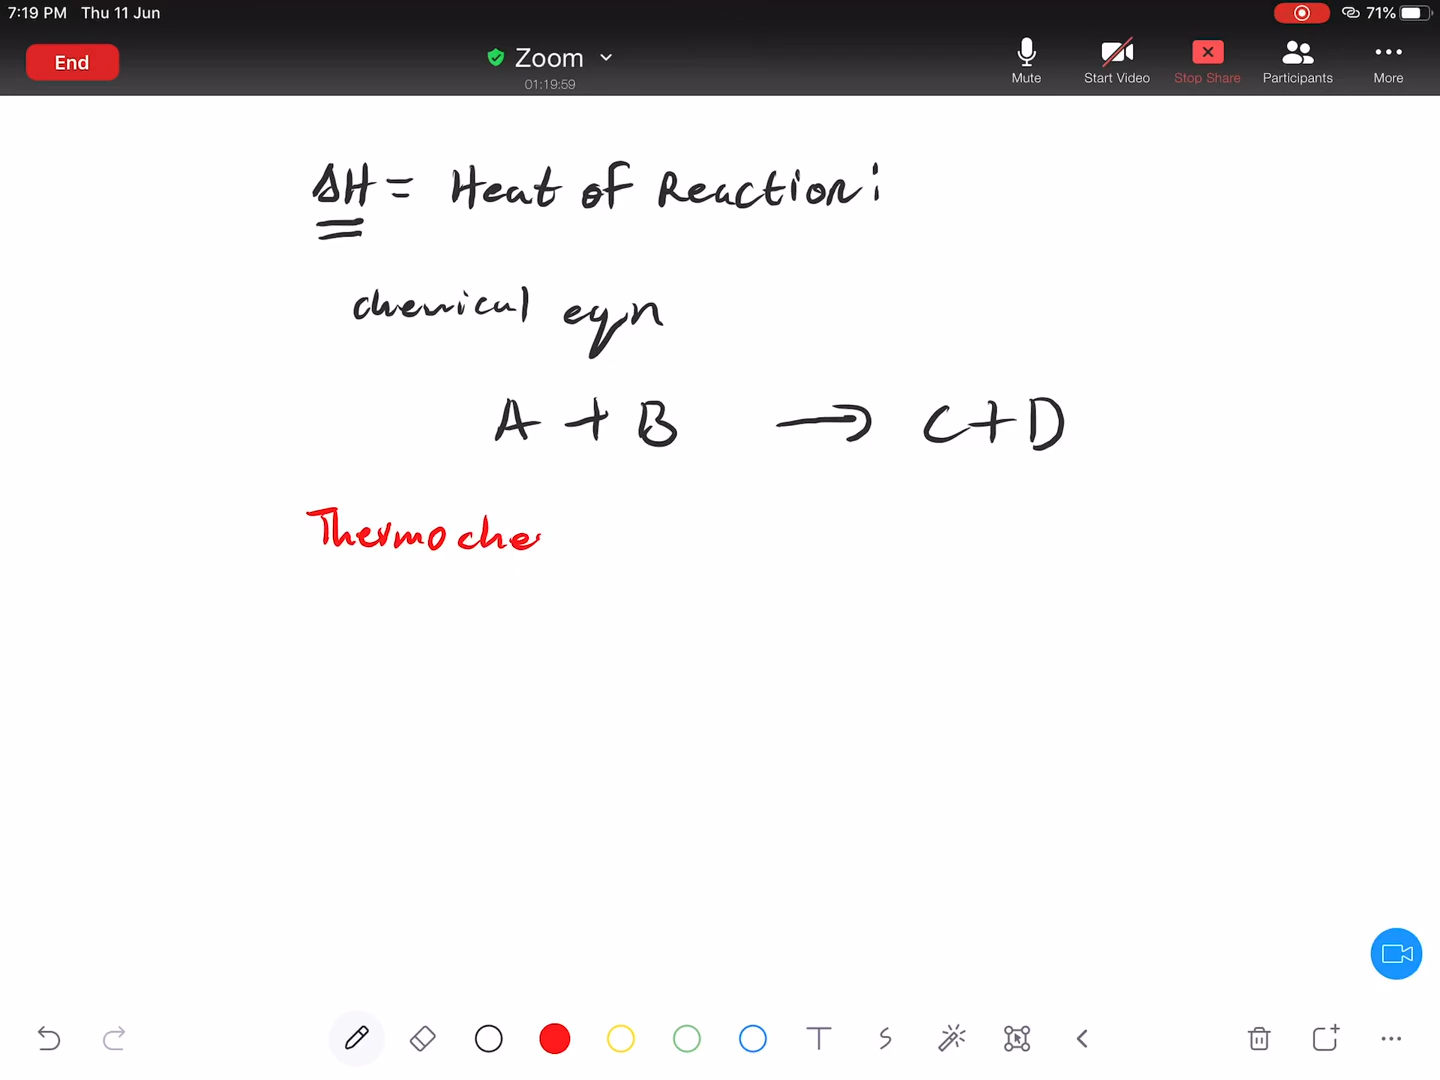 7:19 PM Thu 11 Jun
71%
End
Zoom
01:19:59
Mute
Start Video
Stop Share
Participants
More
ΔH = Heat of Reaction:
chemical eqn
A + B → C + D
Thermoche